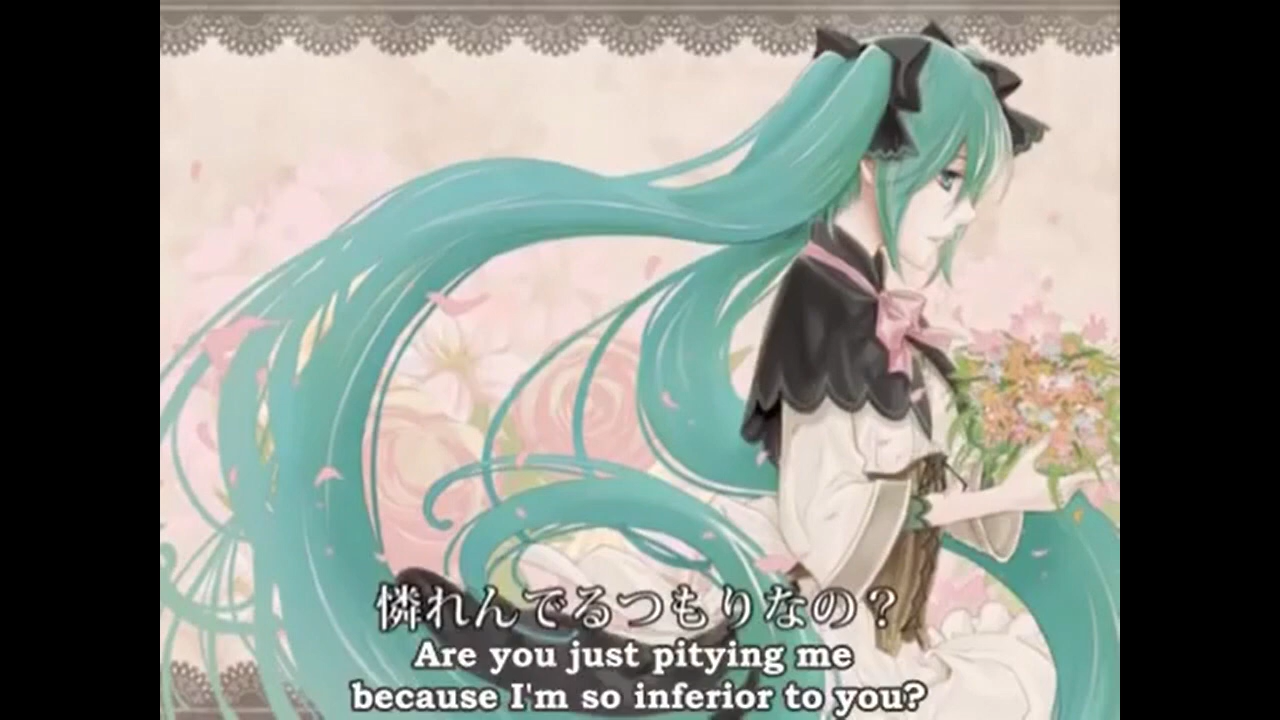 憐れんでるつもりなの？
Are you just pitying me
because I'm so inferior to you?